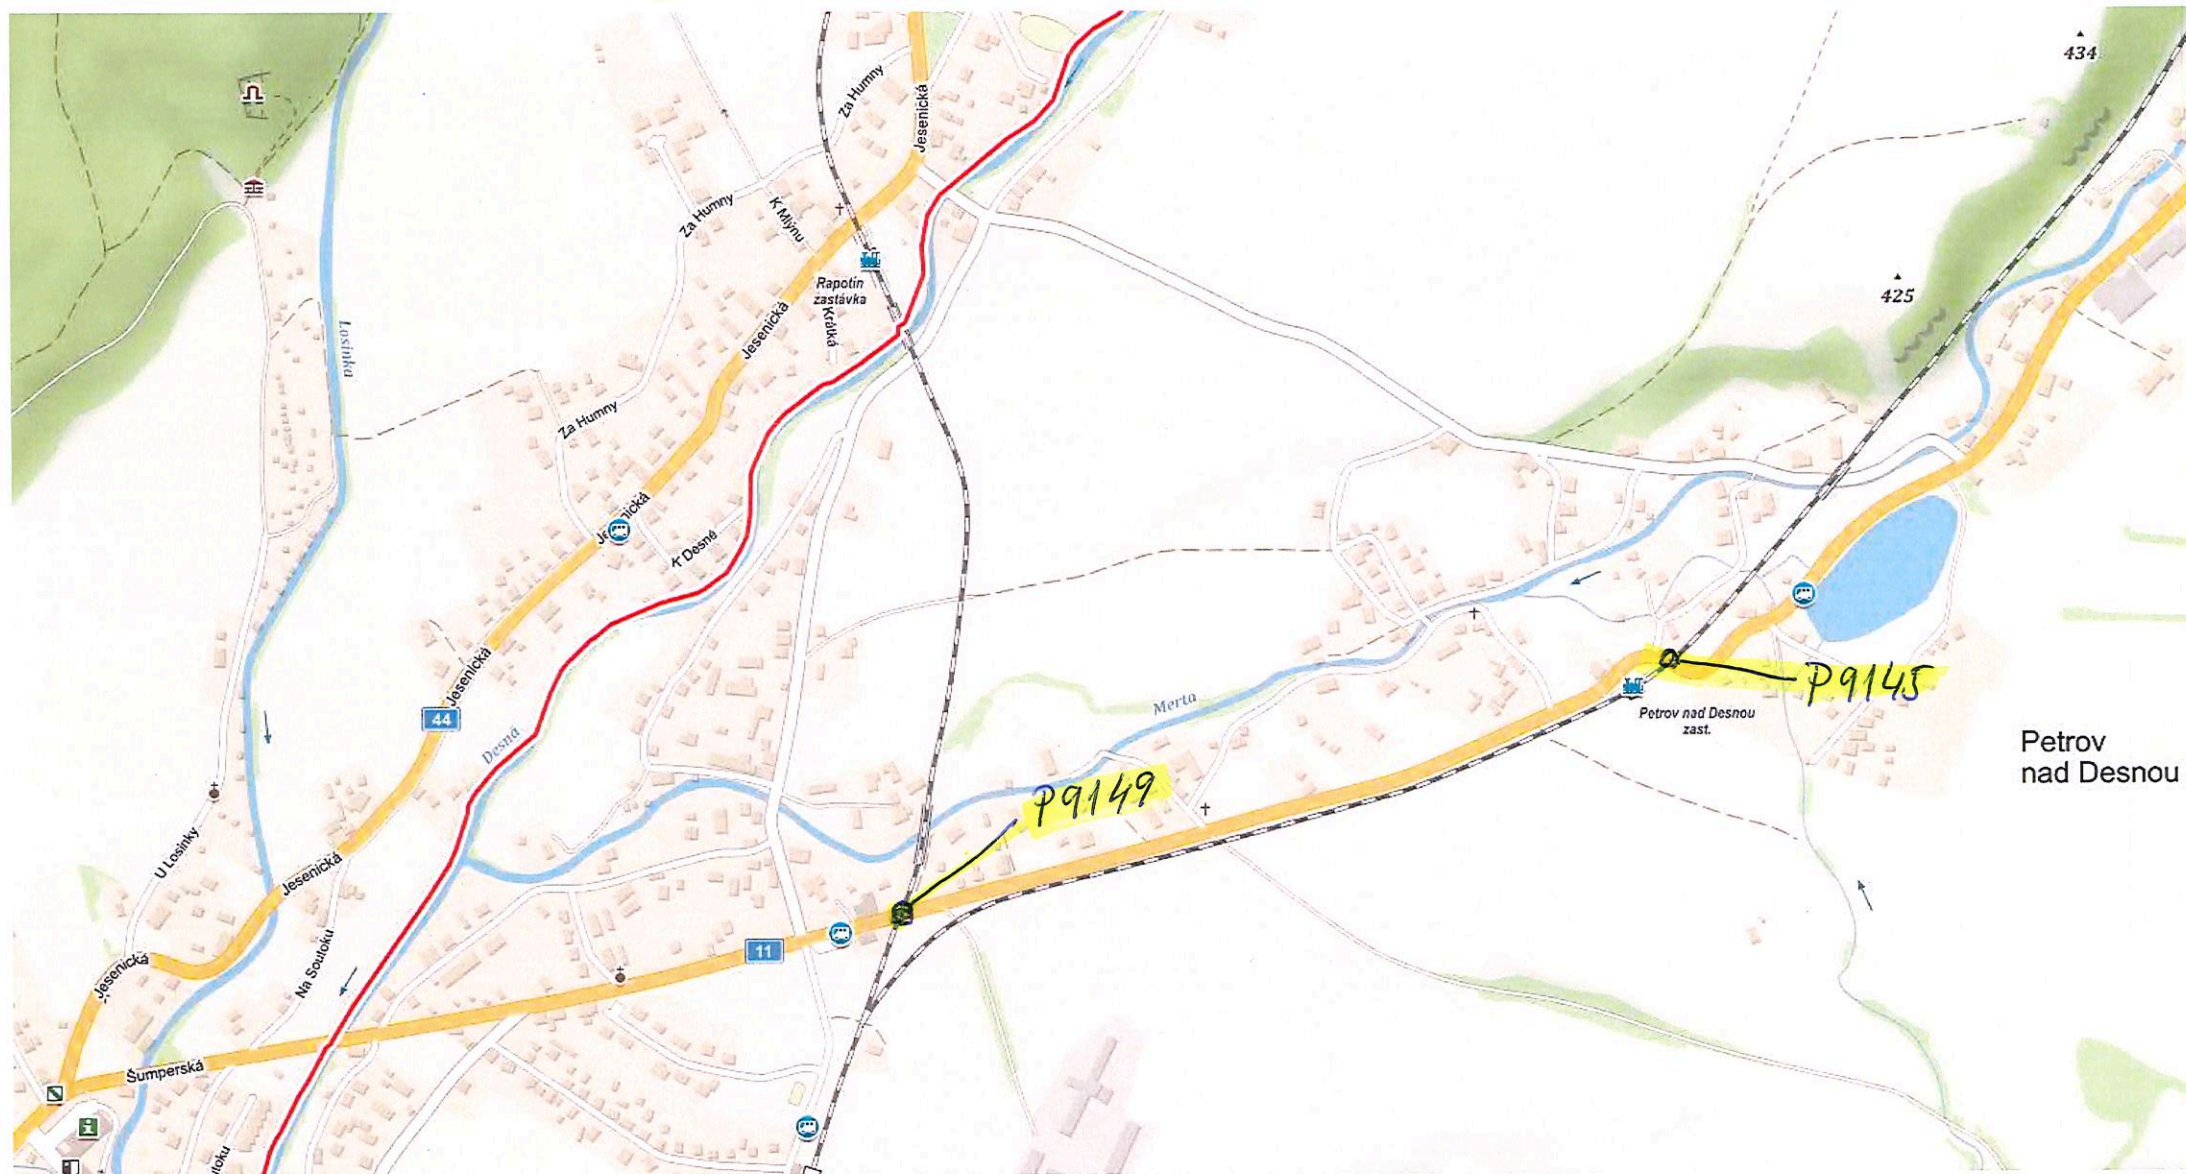 434
Za Humny
Jesenická
Za Humny
K Mlýnu
Rapotín
zastávka
Krátká
425
Losinka
Jesenická
Za Humny
K Desné
Jesenická
44
Desná
Merta
P9145
Petrov nad Desnou
zast.
Petrov
nad Desnou
P9149
U Losinky
Jesenická
11
Jesenická
Jesenická
Na Soutoku
Šumperská